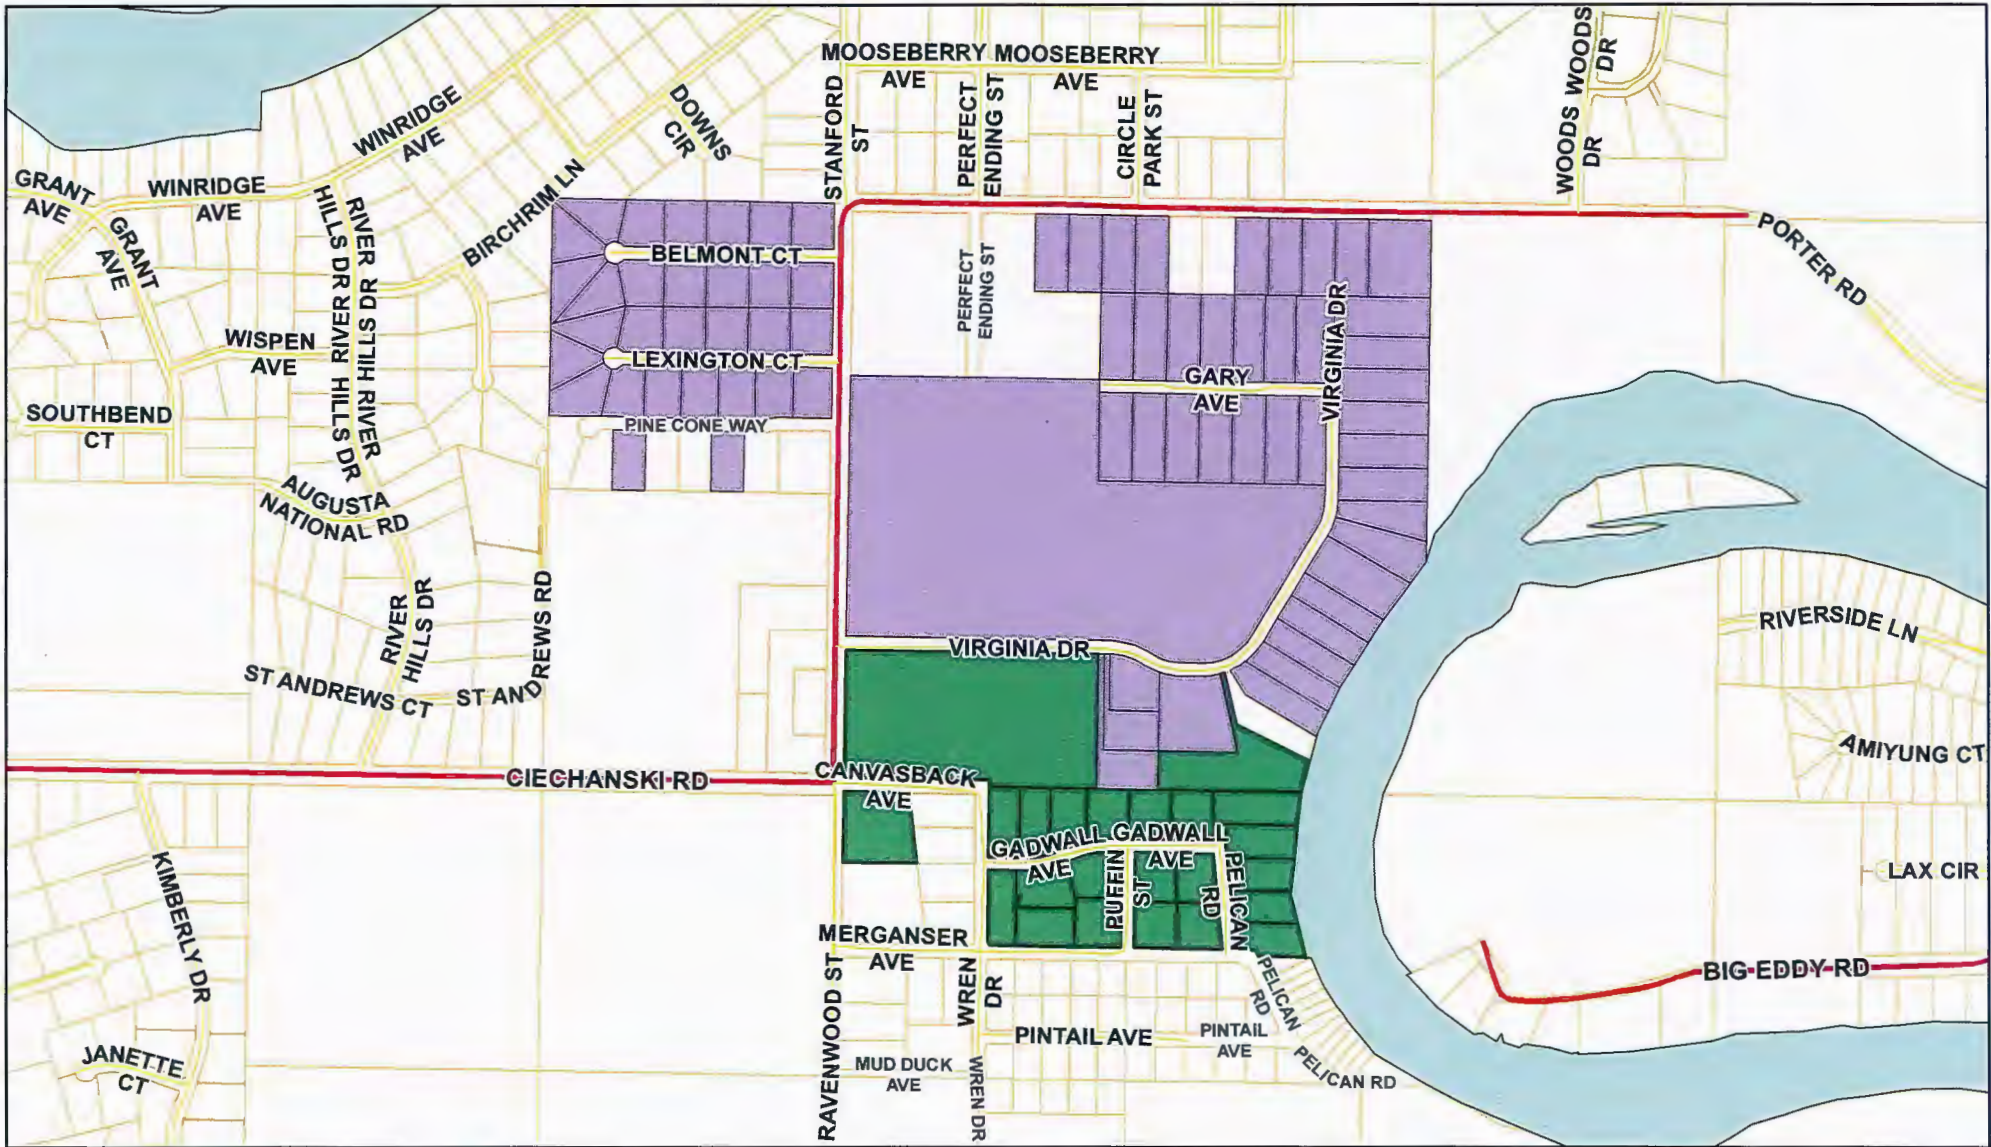 MOOSEBERRY
AVE
MOOSEBERRY
AVE
STANFORD
ST
PERFECT
ENDING ST
CIRCLE
PARK ST
WOODS
DR
WOODS
DR
DOWNS
CIR
WINRIDGE
AVE
GRANT
AVE
WINRIDGE
AVE
GRANT
AVE
RIVER
HILLS DR
BIRCHRIM LN
BELMONT CT
PERFECT
ENDING ST
PORTER RD
RIVER
HILLS DR
VIRGINIA DR
WISPEN
AVE
LEXINGTON CT
GARY
AVE
RIVER
HILLS DR
SOUTHBEND
CT
PINE CONE WAY
AUGUSTA
NATIONAL RD
RIVER
HILLS DR
ST ANDREWS RD
RIVERSIDE LN
VIRGINIA DR
ST ANDREWS CT
AMIYUNG CT
CIECHANSKI RD
CANVASBACK
AVE
GADWALL
AVE
GADWALL
AVE
KIMBERLY DR
PUFFIN
ST
PELICAN
RD
LAX CIR
MERGANSER
AVE
RAVENWOOD ST
WREN
DR
PELICAN
RD
BIG EDDY RD
PINTAIL AVE
PINTAIL
AVE
JANETTE
CT
MUD DUCK
AVE
WREN DR
PELICAN RD